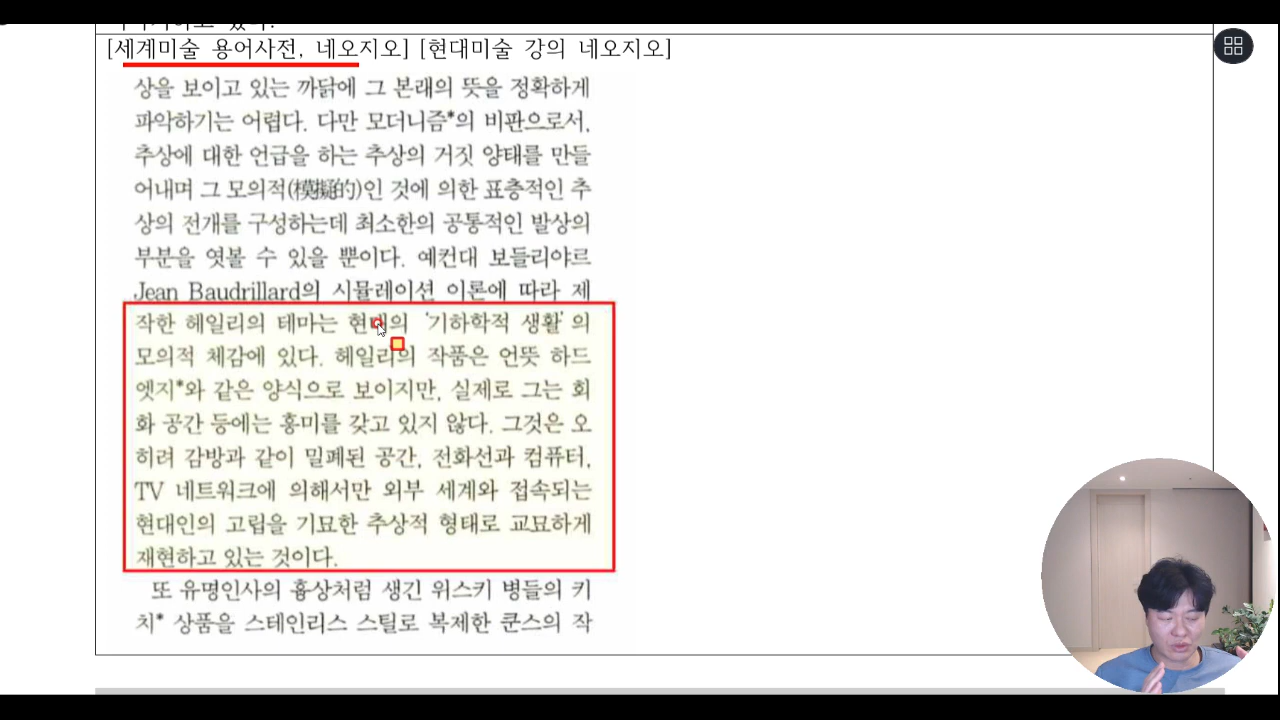 [세계미술 용어사전, 네오지오] [현대미술 강의 네오지오]
상을 보이고 있는 까닭에 그 본래의 뜻을 정확하게
파악하기는 어렵다. 다만 모더니즘*의 비판으로서,
추상에 대한 언급을 하는 추상의 거짓 양태를 만들
어내며 그 모의적(模擬的)인 것에 의한 표층적인 추
상의 전개를 구성하는데 최소한의 공통적인 발상의
부분을 엿볼 수 있을 뿐이다. 예컨대 보들리야르
Jean Baudrillard의 시뮬레이션 이론에 따라 제
작한 헤일리의 테마는 현대의 '기하학적 생활'의
모의적 체감에 있다. 헤일리의 작품은 언뜻 하드
엣지*와 같은 양식으로 보이지만, 실제로 그는 회
화 공간 등에는 흥미를 갖고 있지 않다. 그것은 오
히려 감방과 같이 밀폐된 공간, 전화선과 컴퓨터,
TV 네트워크에 의해서만 외부 세계와 접속되는
현대인의 고립을 기묘한 추상적 형태로 교묘하게
재현하고 있는 것이다.
또 유명인사의 흉상처럼 생긴 위스키 병들의 키
치* 상품을 스테인리스 스틸로 복제한 쿤스의 작